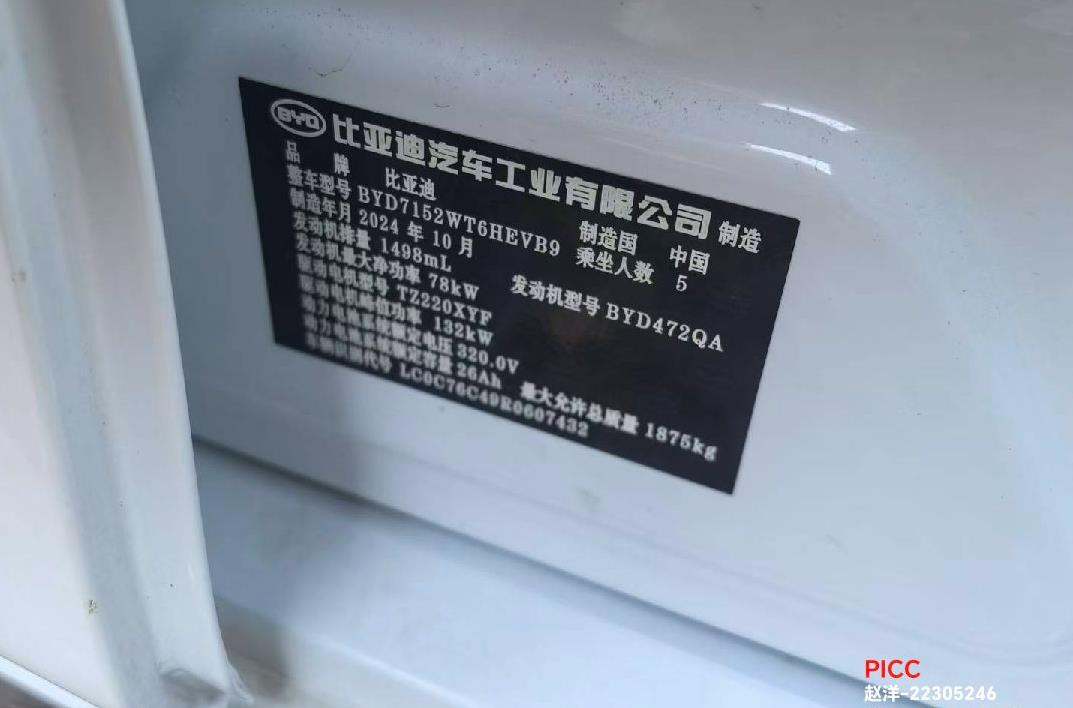 BYD 比亚迪汽车工业有限公司 制造
品 牌 比亚迪 制造国 中国
整车型号 BYD7152WT6HEVB9 乘坐人数 5
制造年月 2024 年 10 月
发动机排量 1498mL 发动机型号 BYD472QA
发动机最大净功率 78kW
驱动电机型号 TZ220XYF
驱动电机峰值功率 132kW
动力电池系统额定电压 320.0V
动力电池系统额定容量 26Ah 最大允许总质量 1875kg
车辆识别代号 LC0C76C49R0607432
PICC
赵洋-22305246